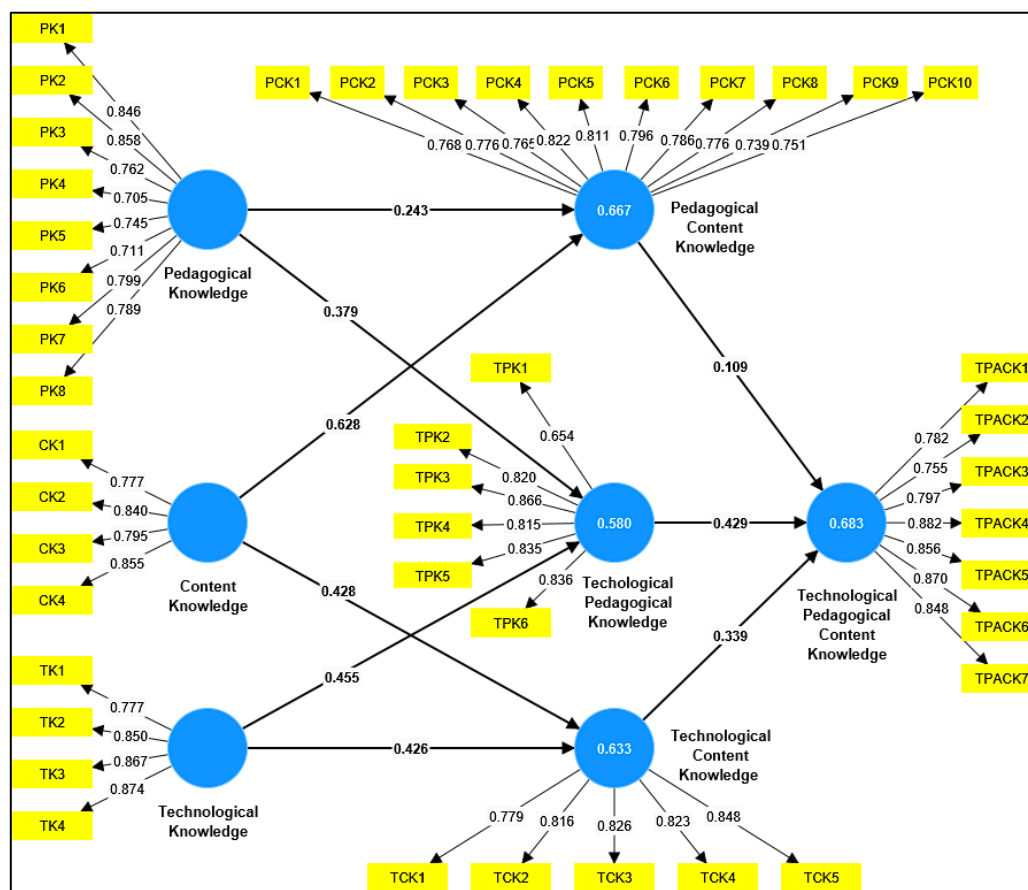 PK1
PK2
PK3
PK4
PK5
PK6
PK7
PK8
0.846
0.858
0.762
0.705
0.745
0.711
0.799
0.789
Pedagogical
Knowledge
PCK1
PCK2
PCK3
PCK4
PCK5
PCK6
PCK7
PCK8
PCK9
PCK10
0.768
0.776
0.765
0.822
0.811
0.796
0.786
0.776
0.739
0.751
0.667
Pedagogical
Content
Knowledge
0.243
0.379
0.628
0.109
CK1
CK2
CK3
CK4
0.777
0.840
0.795
0.855
Content
Knowledge
0.428
0.455
TPK1
TPK2
TPK3
TPK4
TPK5
TPK6
0.654
0.820
0.866
0.815
0.835
0.836
0.580
Techological
Pedagogical
Knowledge
0.429
0.683
Technological
Pedagogical
Content
Knowledge
TPACK1
TPACK2
TPACK3
TPACK4
TPACK5
TPACK6
TPACK7
0.782
0.755
0.797
0.882
0.856
0.870
0.848
0.339
TK1
TK2
TK3
TK4
0.777
0.850
0.867
0.874
Technological
Knowledge
0.426
0.633
Technological
Content
Knowledge
0.779
0.816
0.826
0.823
0.848
TCK1
TCK2
TCK3
TCK4
TCK5